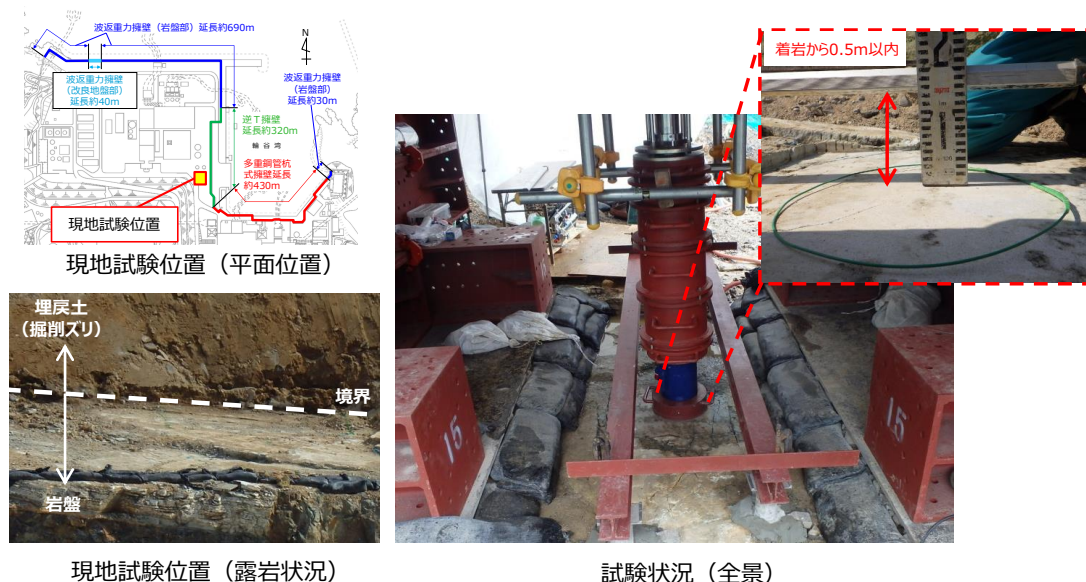 波返重力擁壁（岩盤部）延長約690m
N
波返重力擁壁
（改良地盤部）
延長約40m
波返重力擁壁
（岩盤部）
延長約30m
逆T擁壁
延長約320m
輪谷湾
多重鋼管杭
式擁壁延長
約430m
現地試験位置
現地試験位置（平面位置）
着岩から0.5m以内
埋戻土
（掘削ズリ）
境界
岩盤
現地試験位置（露岩状況）
15
15
試験状況（全景）